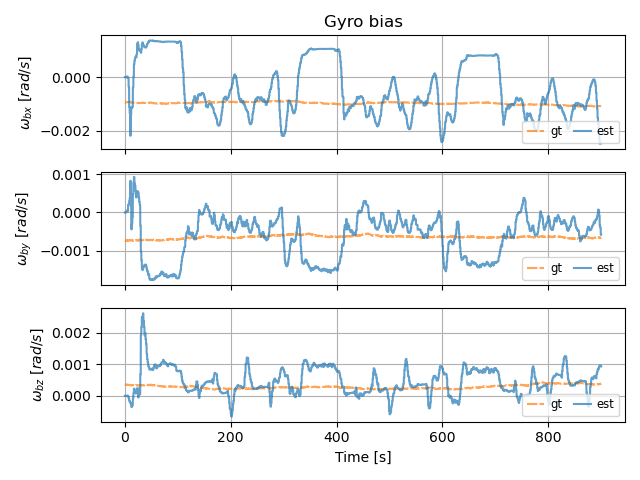 Gyro bias
ω_bx [rad/s]
0.000
−0.002
gt est
ω_by [rad/s]
0.001
0.000
−0.001
gt est
ω_bz [rad/s]
0.002
0.001
0.000
gt est
0 200 400 600 800
Time [s]